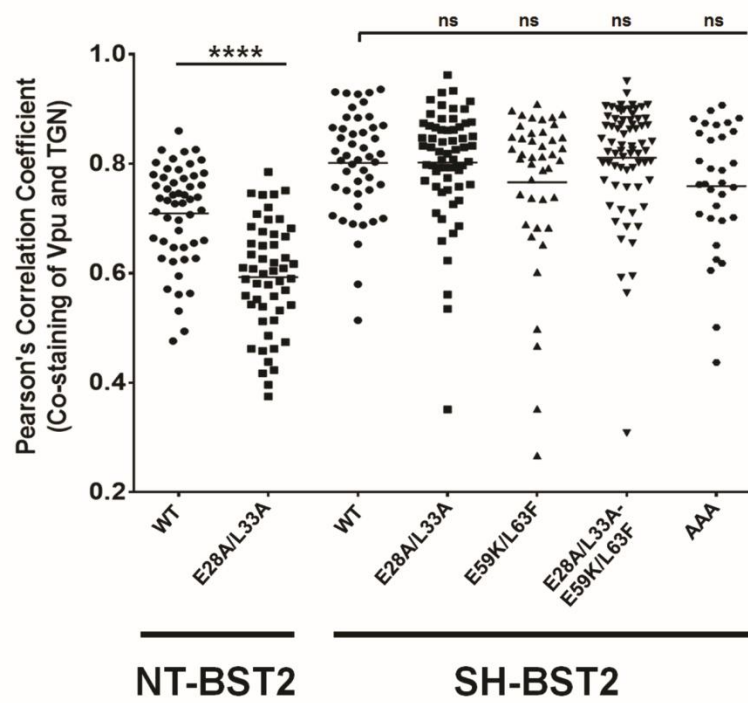 ns ns ns ns
****
Pearson's Correlation Coefficient
(Co-staining of Vpu and TGN)
1.0
0.8
0.6
0.4
0.2
WT
E28A/L33A
WT
E28A/L33A
E59K/L63F
E28A/L33A-
E59K/L63F
AAA
NT-BST2
SH-BST2